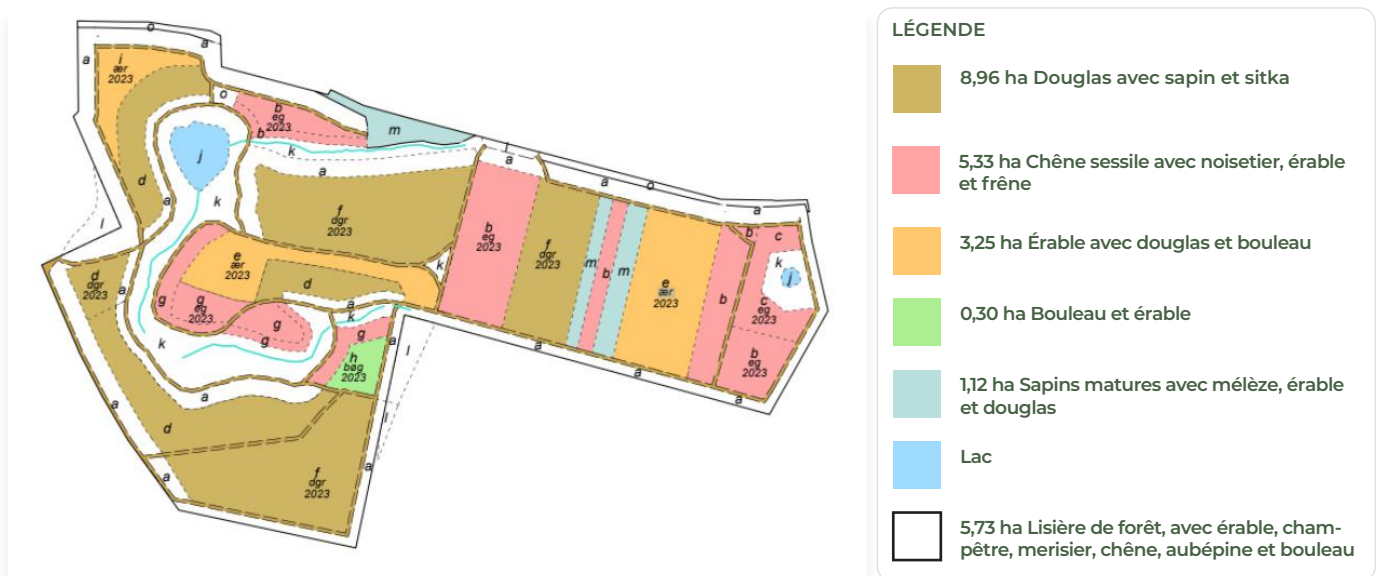 o
a
a
i
ær
2023
o
b
eg
2023
b
m
k
j
a
d
a
k
l
l
a
a
o
a
f
dgr
2023
b
eg
2023
f
dgr
2023
m
b
m
e
ær
2023
b
b
c
k
j
c
eg
2023
b
eg
2023
d
dgr
2023
a
e
ær
2023
d
k
a
g
g
eg
2023
g
g
k
k
g
a
l
h
bøg
2023
a
a
a
a
a
d
l
a
a
f
dgr
2023
LÉGENDE
8,96 ha Douglas avec sapin et sitka
5,33 ha Chêne sessile avec noisetier, érable
et frêne
3,25 ha Érable avec douglas et bouleau
0,30 ha Bouleau et érable
1,12 ha Sapins matures avec mélèze, érable
et douglas
Lac
5,73 ha Lisière de forêt, avec érable, cham-
pêtre, merisier, chêne, aubépine et bouleau